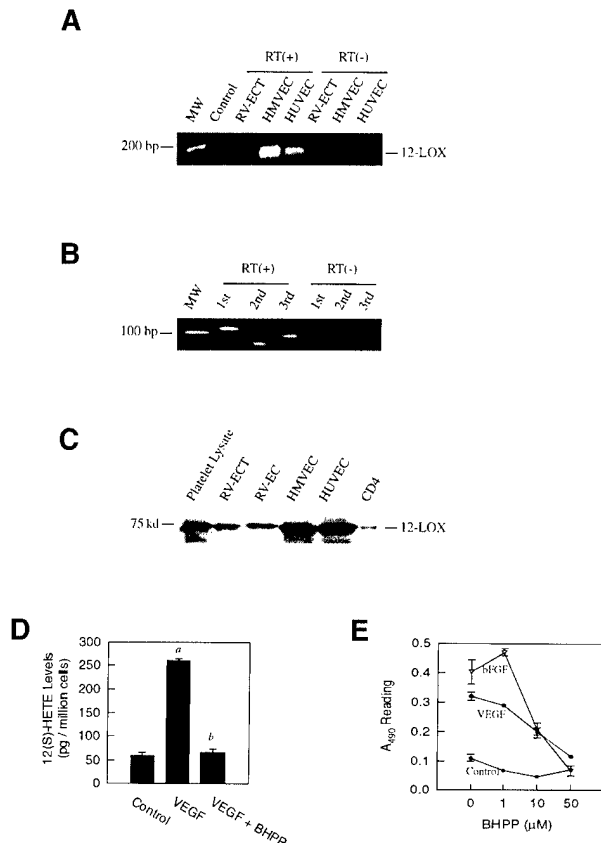 A
RT(+) RT(-)
MW Control RV-ECT HMVEC HUVEC RV-ECT HMVEC HUVEC
200 bp 12-LOX
B
RT(+) RT(-)
MW 1st 2nd 3rd 1st 2nd 3rd
100 bp
C
Platelet Lysate RV-ECT RV-EC HMVEC HUVEC CD4
75 kd 12-LOX
D
12(S)-HETE Levels
(pg / million cells)
300
250
200
150
100
50
0
a
b
Control VEGF VEGF + BHPP
E
A490 Reading
0.5
0.4
0.3
0.2
0.1
0.0
bFGF
VEGF
Control
0 1 10 50
BHPP (μM)